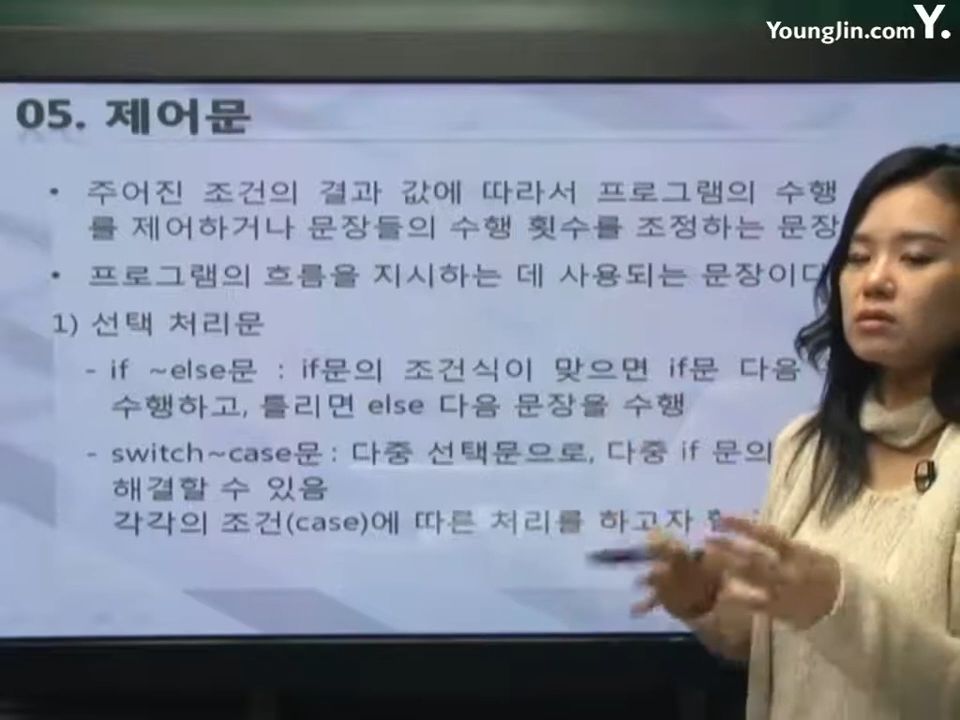 YoungJin.com Y.
05. 제어문
• 주어진 조건의 결과 값에 따라서 프로그램의 수행
를 제어하거나 문장들의 수행 횟수를 조정하는 문장
• 프로그램의 흐름을 지시하는 데 사용되는 문장이다
1) 선택 처리문
- if ~else문 : if문의 조건식이 맞으면 if문 다음
수행하고, 틀리면 else 다음 문장을 수행
- switch~case문 : 다중 선택문으로, 다중 if 문의
해결할 수 있음
각각의 조건(case)에 따른 처리를 하고자 할